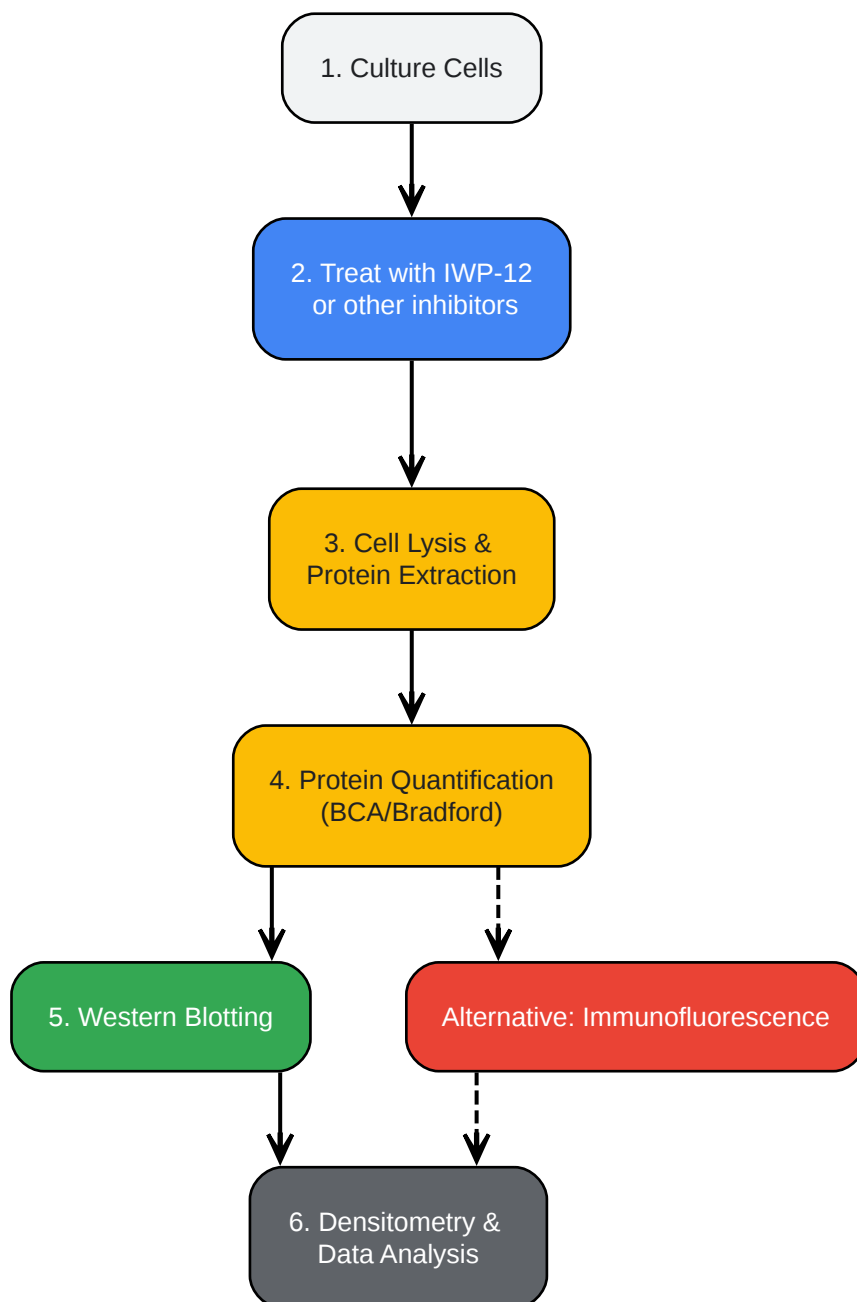 1. Culture Cells
2. Treat with IWP-12
or other inhibitors
3. Cell Lysis &
Protein Extraction
4. Protein Quantification
(BCA/Bradford)
5. Western Blotting
Alternative: Immunofluorescence
6. Densitometry &
Data Analysis